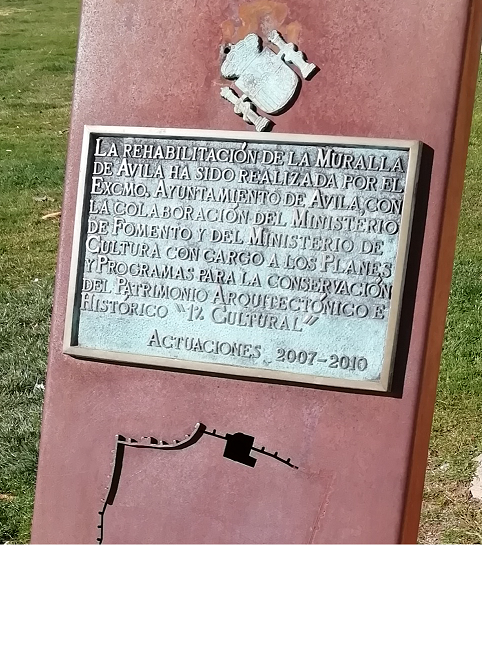 LA REHABILITACIÓN DE LA MURALLA
DE ÁVILA HA SIDO REALIZADA POR EL
EXCMO. AYUNTAMIENTO DE ÁVILA, CON
LA COLABORACIÓN DEL MINISTERIO
DE FOMENTO Y DEL MINISTERIO DE
CULTURA CON CARGO A LOS PLANES
Y PROGRAMAS PARA LA CONSERVACIÓN
DEL PATRIMONIO ARQUITECTÓNICO E
HISTÓRICO "1% CULTURAL"
ACTUACIONES 2007-2010